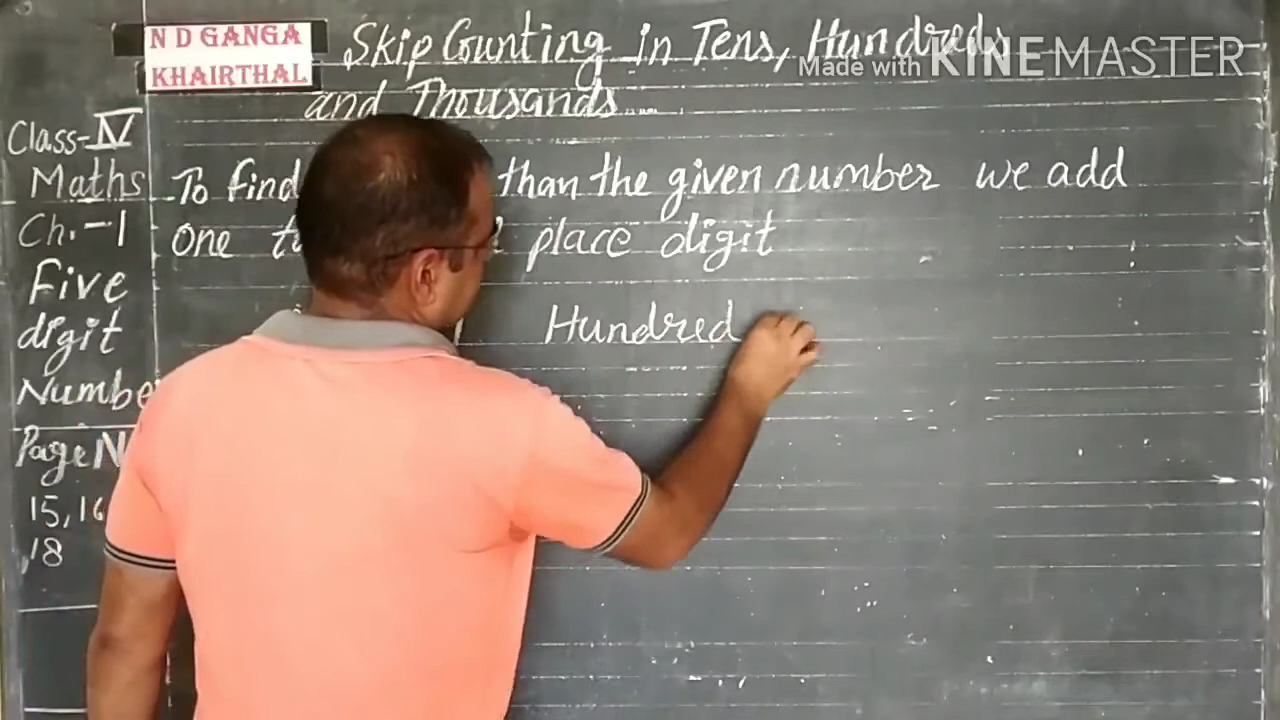 N D GANGA
KHAIRTHAL
Skip Counting in Tens, Hundreds
and Thousands
Made with KINEMASTER
Class-IV
Maths
Ch.-1
Five
digit
Numbe
Page N
15, 16
, 18
To find than the given number we add
one place digit
Hundred